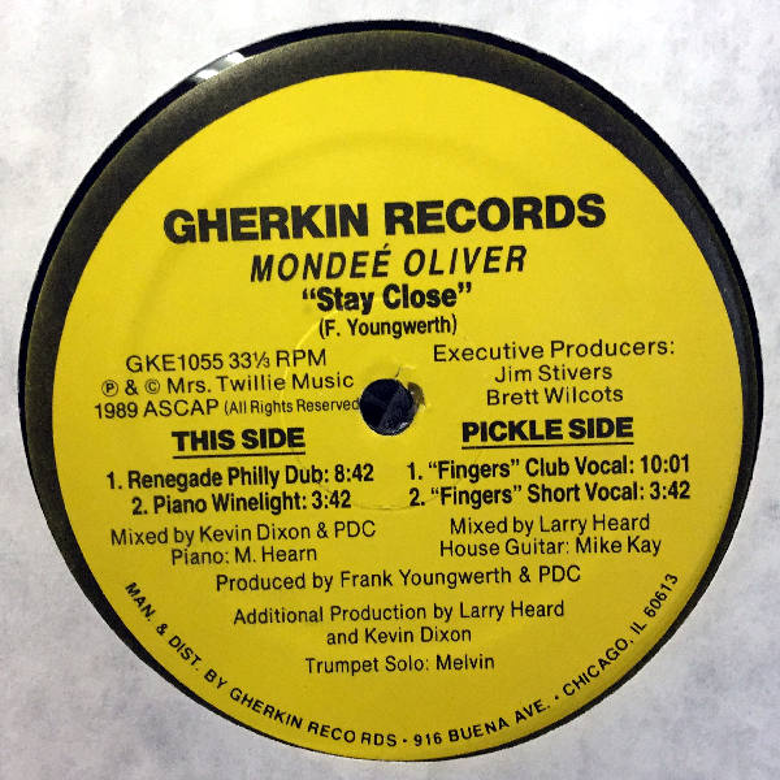 GHERKIN RECORDS
MONDEÉ OLIVER
“Stay Close”
(F. Youngwerth)
GKE1055 33⅓ RPM
℗ & © Mrs. Twillie Music
1989 ASCAP (All Rights Reserved
Executive Producers:
Jim Stivers
Brett Wilcots
THIS SIDE
1. Renegade Philly Dub: 8:42
2. Piano Winelight: 3:42
Mixed by Kevin Dixon & PDC
Piano: M. Hearn
PICKLE SIDE
1. “Fingers” Club Vocal: 10:01
2. “Fingers” Short Vocal: 3:42
Mixed by Larry Heard
House Guitar: Mike Kay
Produced by Frank Youngwerth & PDC
Additional Production by Larry Heard
and Kevin Dixon
Trumpet Solo: Melvin
MAN. & DIST. BY GHERKIN RECO RDS • 916 BUENA AVE. • CHICAGO, IL 60613